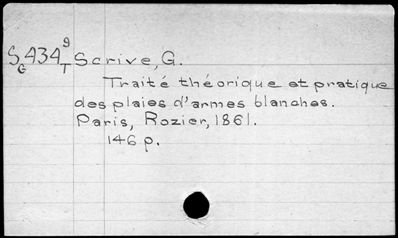 S 434 9 Scrive, G.
G T
Traité théorique et pratique
des plaies d'armes blanches.
Paris, Rozier, 1861.
146 p.